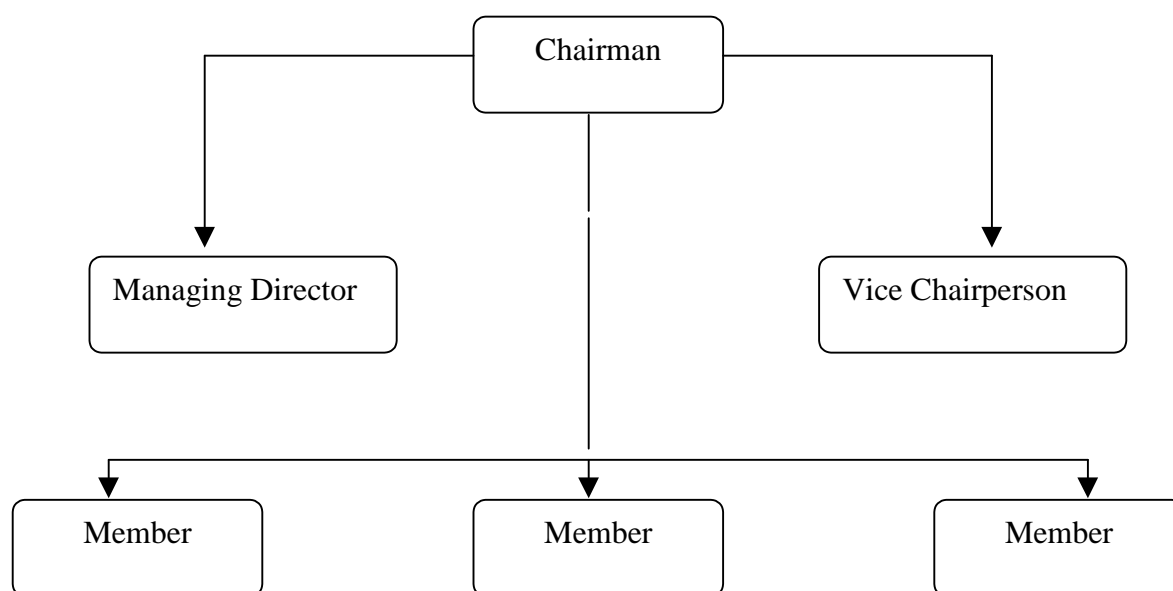 Chairman
Managing Director
Vice Chairperson
Member
Member
Member